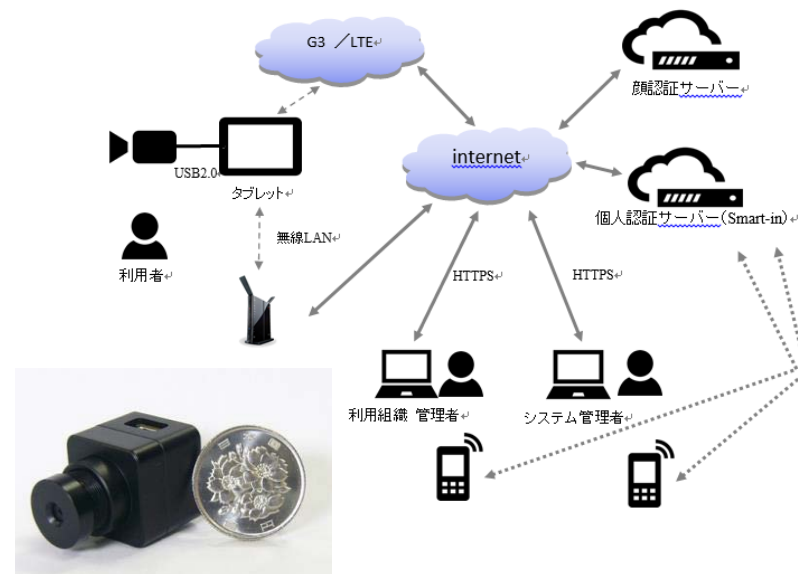 G3 ／LTE
顔認証サーバー
internet
USB2.0
タブレット
個人認証サーバー（Smart-in）
無線LAN
利用者
HTTPS
HTTPS
利用組織 管理者
システム管理者